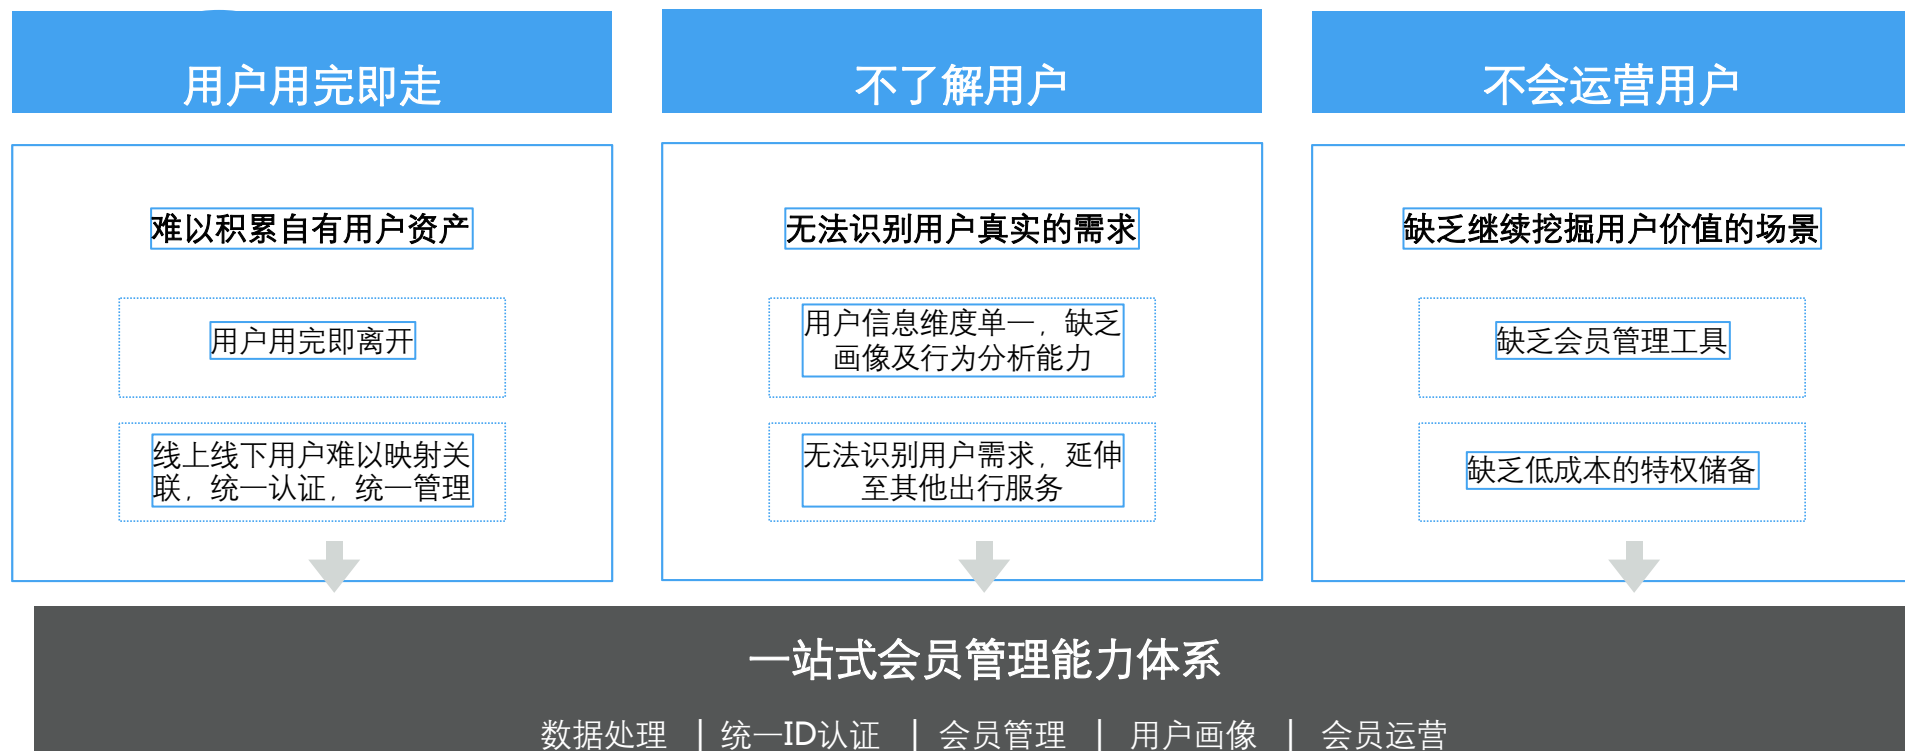 用户用完即走
难以积累自有用户资产
用户用完即离开
线上线下用户难以映射关
联，统一认证，统一管理
不了解用户
无法识别用户真实的需求
用户信息维度单一，缺乏
画像及行为分析能力
无法识别用户需求，延伸
至其他出行服务
不会运营用户
缺乏继续挖掘用户价值的场景
缺乏会员管理工具
缺乏低成本的特权储备
一站式会员管理能力体系
数据处理 | 统一ID认证 | 会员管理 | 用户画像 | 会员运营